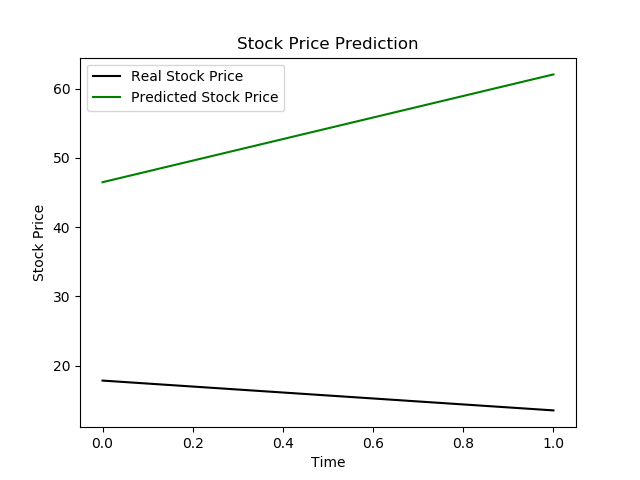 Stock Price Prediction
Real Stock Price
Predicted Stock Price
60
50
40
30
20
Stock Price
0.0 0.2 0.4 0.6 0.8 1.0
Time